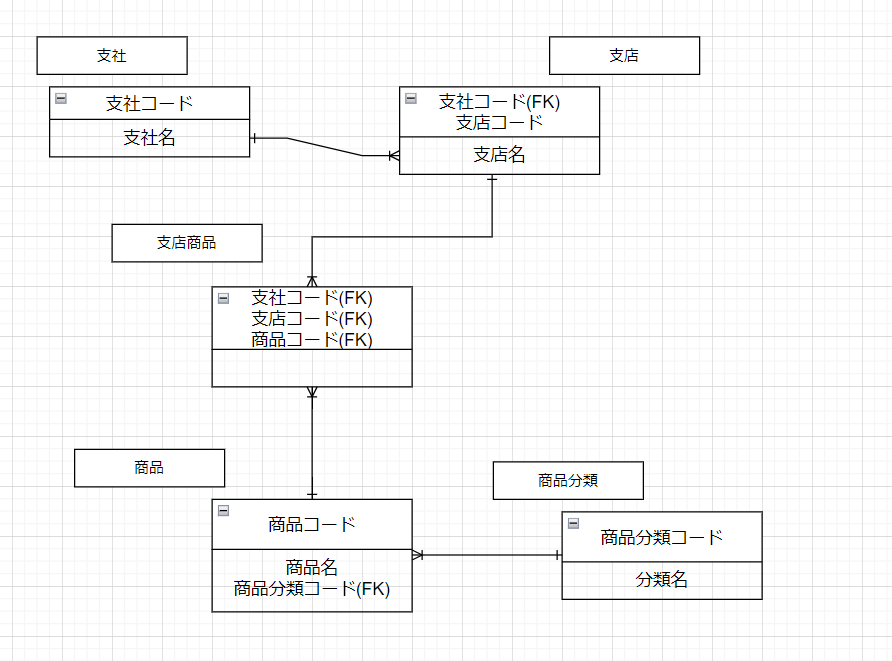 支社
支店
支社コード
支社名
支社コード(FK)
支店コード
支店名
支店商品
支社コード(FK)
支店コード(FK)
商品コード(FK)
商品
商品分類
商品コード
商品名
商品分類コード(FK)
商品分類コード
分類名